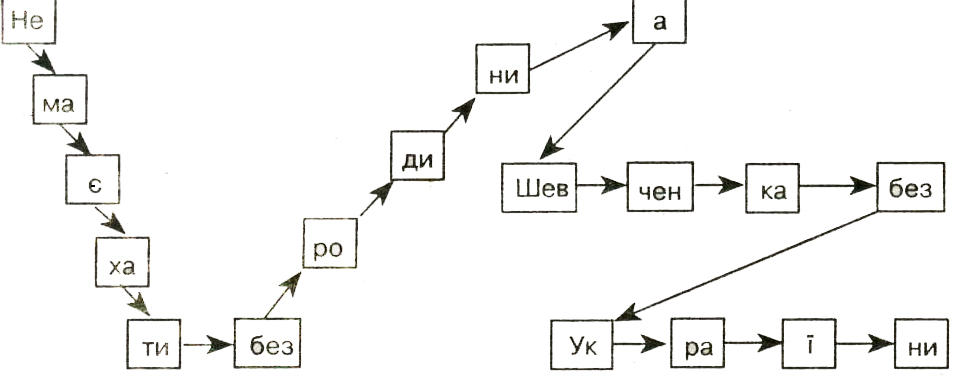 Не
ма
є
ха
ти
без
ро
ди
ни
а
Шев
чен
ка
без
Ук
ра
ї
ни